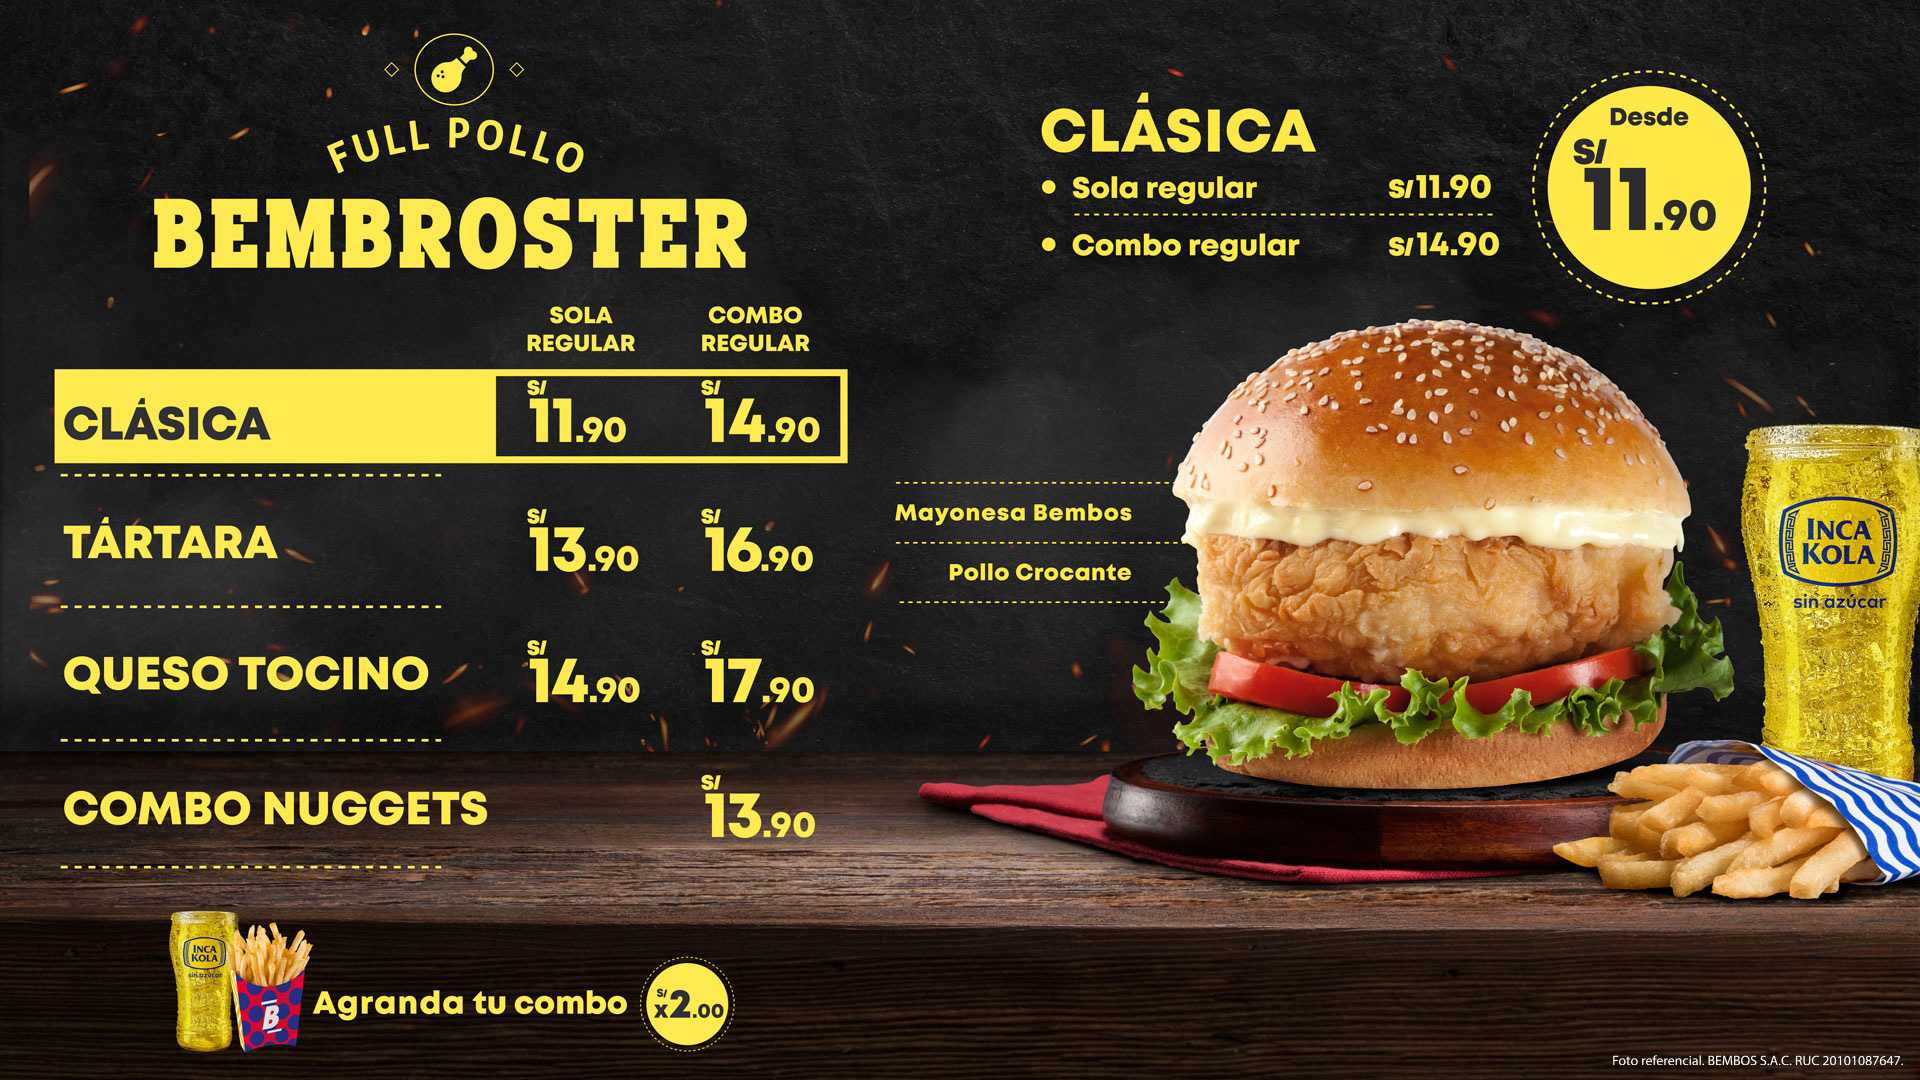 FULL POLLO
BEMBROSTER
SOLA REGULAR
COMBO REGULAR
CLÁSICA S/11.90 S/14.90
TÁRTARA S/13.90 S/16.90
QUESO TOCINO S/14.90 S/17.90
COMBO NUGGETS S/13.90
INCA KOLA
sin azúcar
B
Agranda tu combo S/ x2.00
CLÁSICA
• Sola regular S/11.90
• Combo regular S/14.90
Desde
S/11.90
Mayonesa Bembos
Pollo Crocante
INCA
KOLA
sin azúcar
Foto referencial. BEMBOS S.A.C. RUC 20101087647.